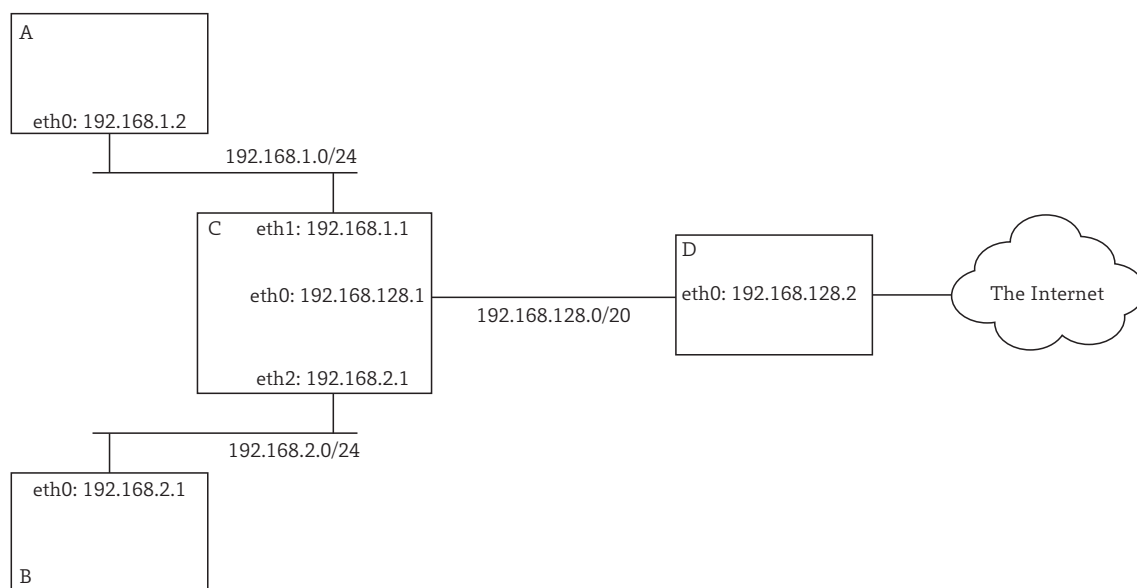 A
eth0: 192.168.1.2
192.168.1.0/24
C
eth1: 192.168.1.1
eth0: 192.168.128.1
eth2: 192.168.2.1
192.168.128.0/20
D
eth0: 192.168.128.2
The Internet
192.168.2.0/24
eth0: 192.168.2.1
B